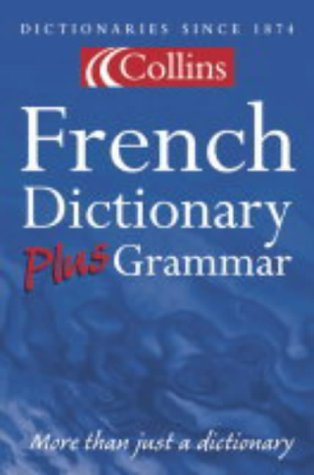 DICTIONARIES SINCE 1874
Collins
French
Dictionary
Plus Grammar
More than just a dictionary